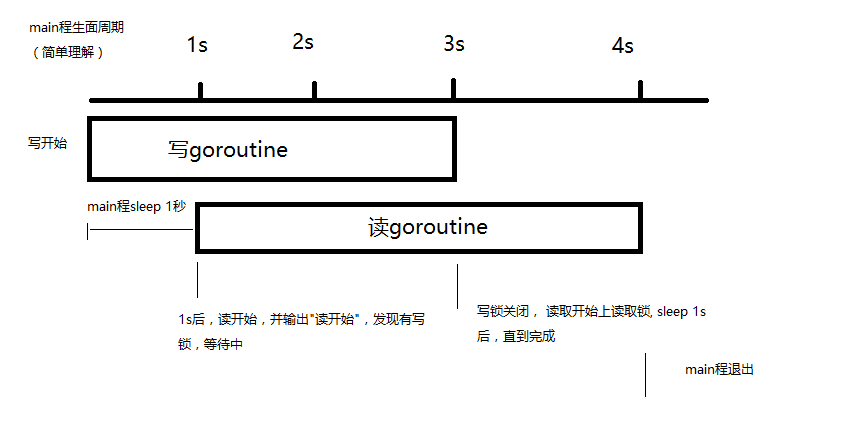 main程生面周期
（简单理解）
1s
2s
3s
4s
写开始
写goroutine
main程sleep 1秒
读goroutine
1s后，读开始，并输出"读开始"，发现有写
锁，等待中
写锁关闭， 读取开始上读取锁, sleep 1s
后，直到完成
main程退出